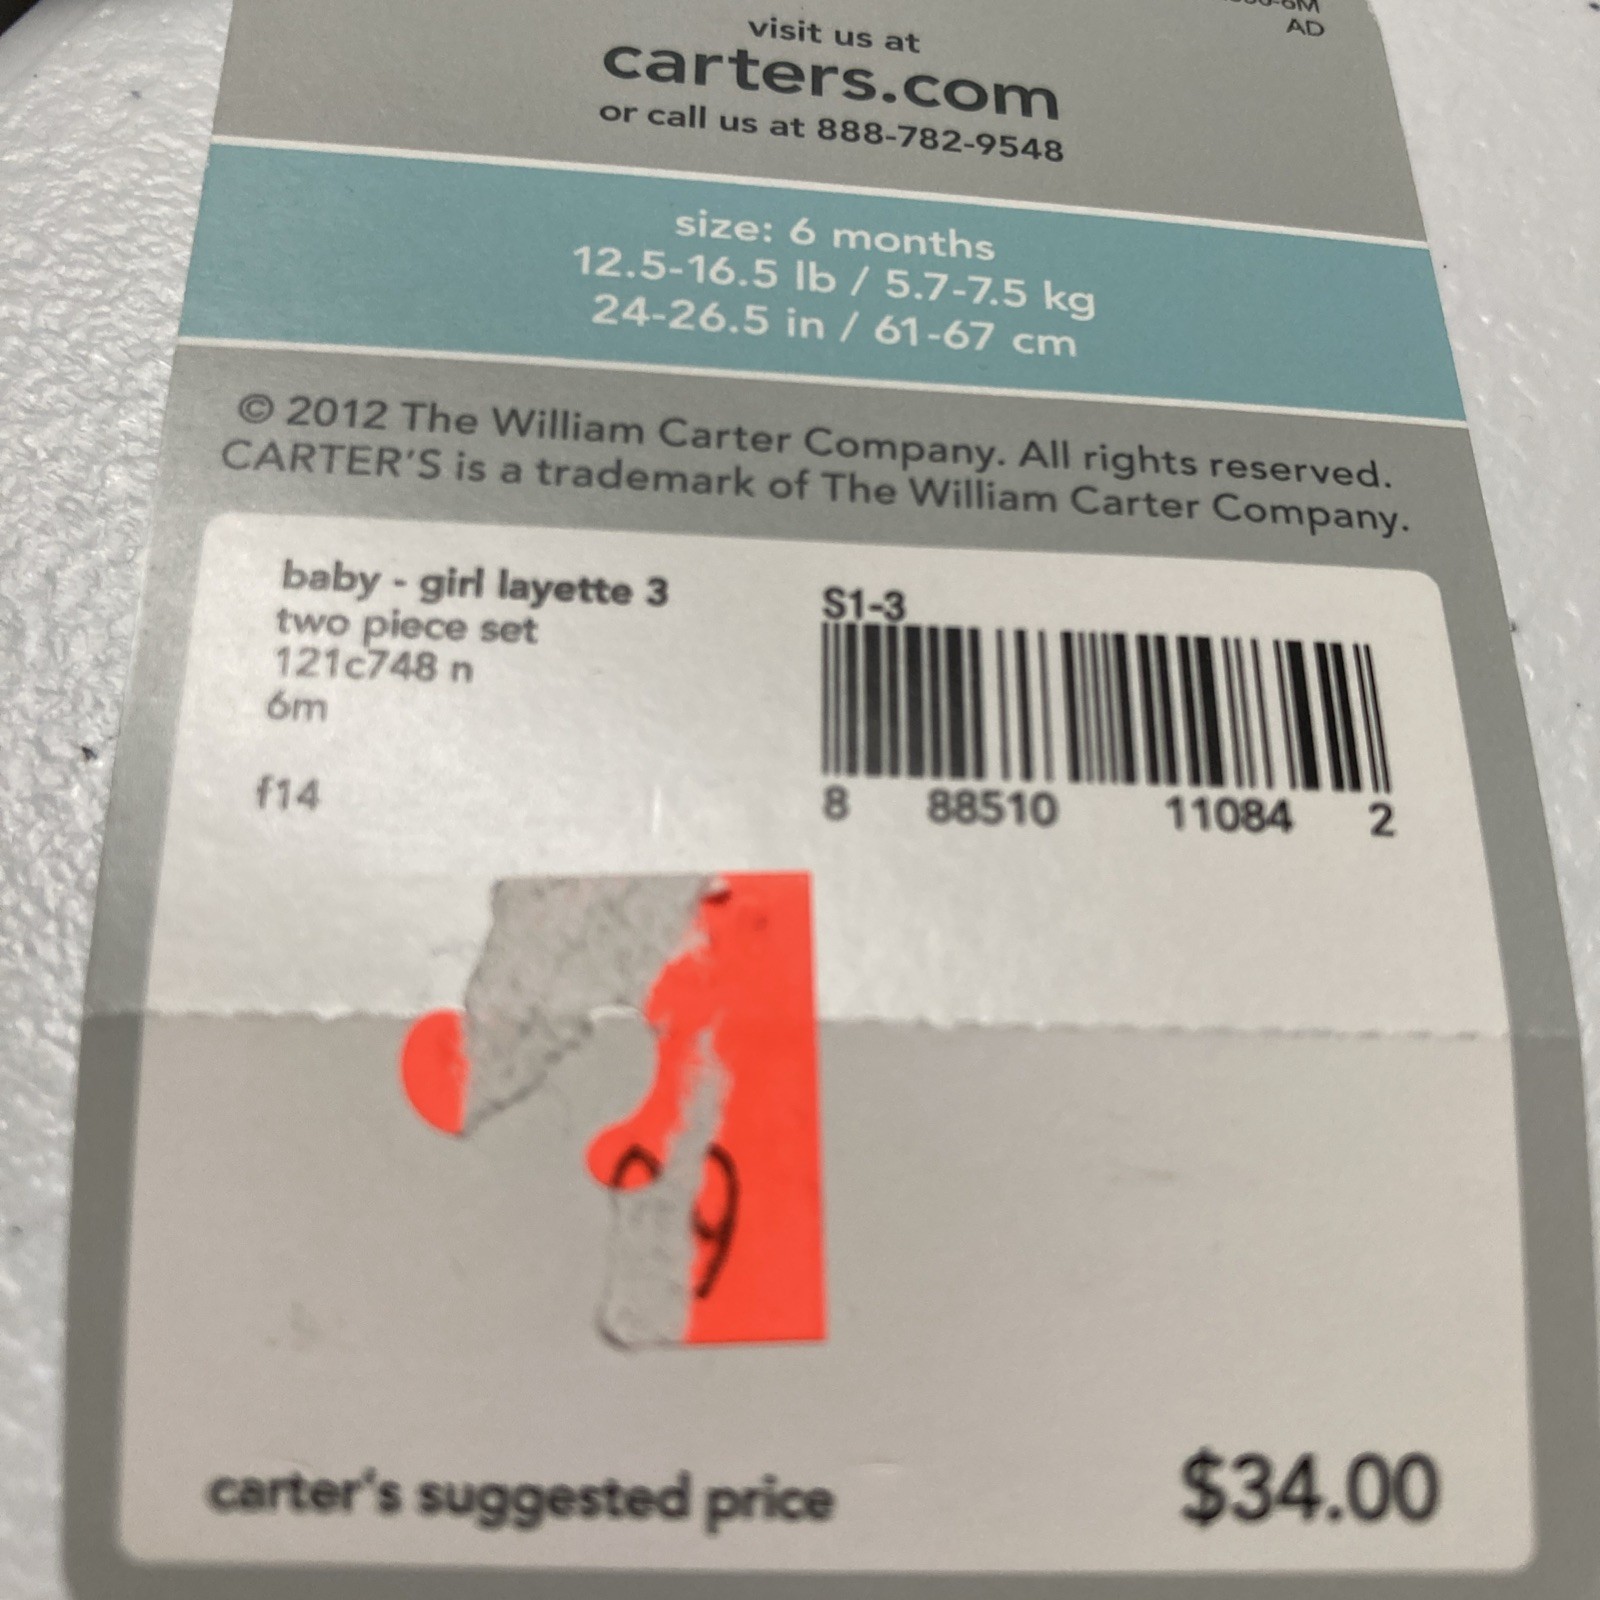 AD
visit us at
carters.com
or call us at 888-782-9548
size: 6 months
12.5-16.5 lb / 5.7-7.5 kg
24-26.5 in / 61-67 cm
© 2012 The William Carter Company. All rights reserved.
CARTER'S is a trademark of The William Carter Company.
baby - girl layette 3
two piece set
121c748 n
6m
f14
S1-3
8 88510 11084 2
carter's suggested price
$34.00